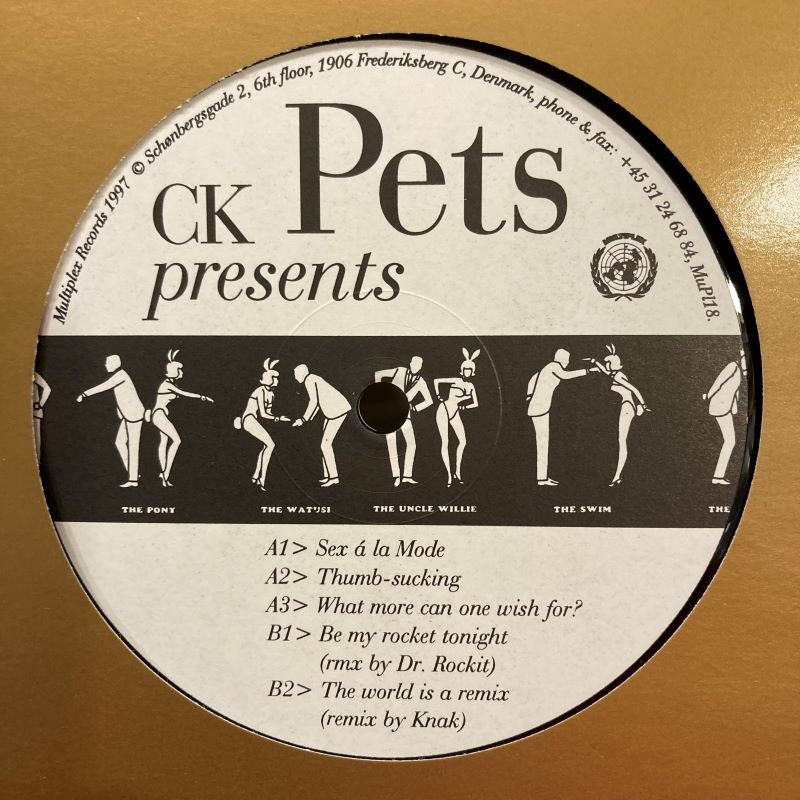 Multiplex Records 1997 © Schønbergsgade 2, 6th floor, 1906 Frederiksberg C, Denmark, phone & fax: +45 31 24 68 84, MuPl18.
CK Pets
presents
THE PONY
THE WATUSI
THE UNCLE WILLIE
THE SWIM
THE
A1> Sex á la Mode
A2> Thumb-sucking
A3> What more can one wish for?
B1> Be my rocket tonight
(rmx by Dr. Rockit)
B2> The world is a remix
(remix by Knak)